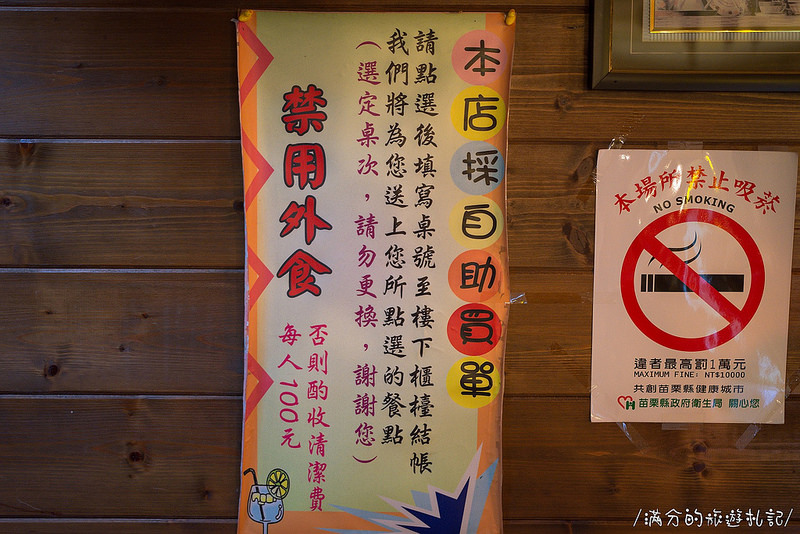 本店採自助買單
請點選後填寫桌號至樓下櫃檯結帳
我們將為您送上您所點選的餐點
（選定桌次，請勿更換，謝謝您）
禁用外食
否則酌收清潔費
每人100元
本場所禁止吸菸
NO SMOKING
違者最高罰1萬元
MAXIMUM FINE: NT$10000
共創苗栗縣健康城市
苗栗縣政府衛生局 關心您
/滿分的旅遊札記/